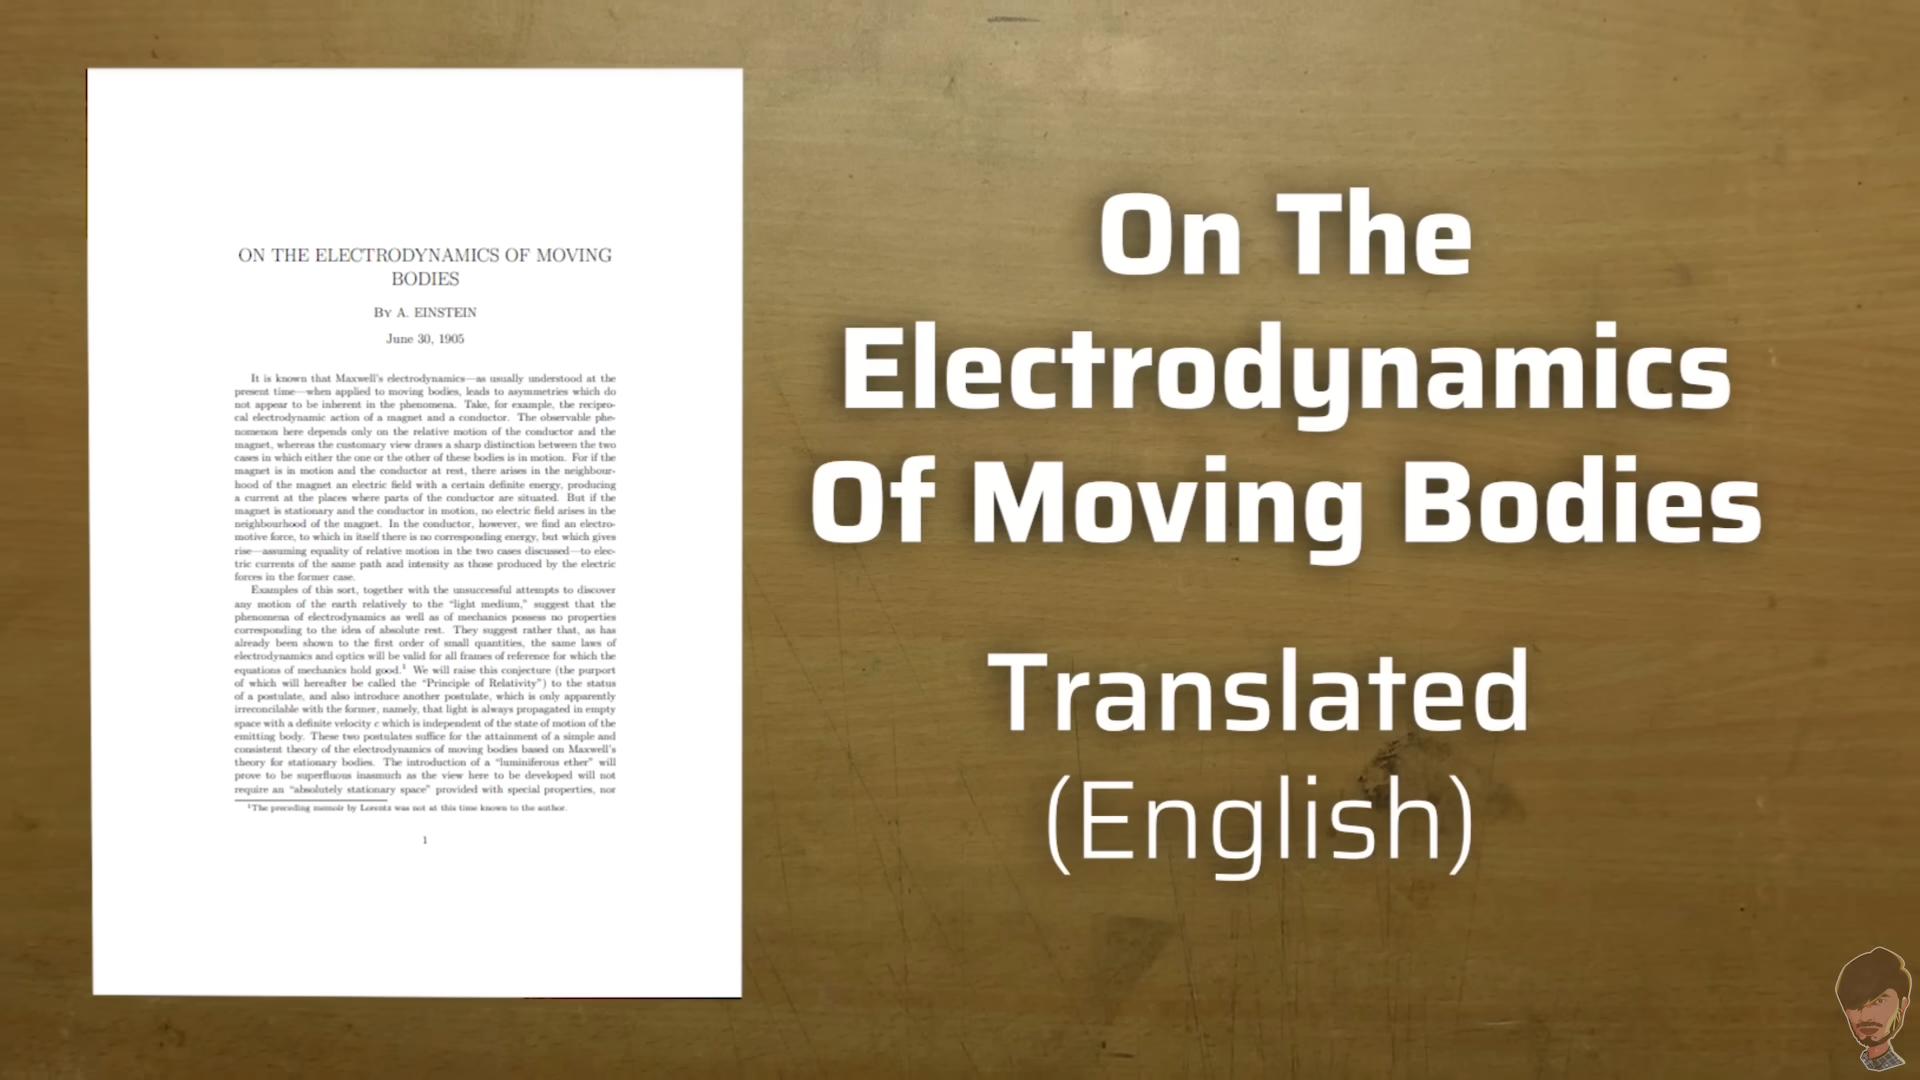 ON THE ELECTRODYNAMICS OF MOVING
BODIES
By A. EINSTEIN
June 30, 1905
It is known that Maxwell's electrodynamics—as usually understood at the
present time—when applied to moving bodies, leads to asymmetries which do
not appear to be inherent in the phenomena. Take, for example, the recipro-
cal electrodynamic action of a magnet and a conductor. The observable phe-
nomenon here depends only on the relative motion of the conductor and the
magnet, whereas the customary view draws a sharp distinction between the two
cases in which either the one or the other of these bodies is in motion. For if the
magnet is in motion and the conductor at rest, there arises in the neighbour-
hood of the magnet an electric field with a certain definite energy, producing
a current at the places where parts of the conductor are situated. But if the
magnet is stationary and the conductor in motion, no electric field arises in the
neighbourhood of the magnet. In the conductor, however, we find an electro-
motive force, to which in itself there is no corresponding energy, but which gives
rise—assuming equality of relative motion in the two cases discussed—to elec-
tric currents of the same path and intensity as those produced by the electric
forces in the former case.
Examples of this sort, together with the unsuccessful attempts to discover
any motion of the earth relatively to the “light medium,” suggest that the
phenomena of electrodynamics as well as of mechanics possess no properties
corresponding to the idea of absolute rest. They suggest rather that, as has
already been shown to the first order of small quantities, the same laws of
electrodynamics and optics will be valid for all frames of reference for which the
equations of mechanics hold good.¹ We will raise this conjecture (the purport
of which will hereafter be called the “Principle of Relativity”) to the status
of a postulate, and also introduce another postulate, which is only apparently
irreconcilable with the former, namely, that light is always propagated in empty
space with a definite velocity c which is independent of the state of motion of the
emitting body. These two postulates suffice for the attainment of a simple and
consistent theory of the electrodynamics of moving bodies based on Maxwell's
theory for stationary bodies. The introduction of a “luminiferous ether” will
prove to be superfluous inasmuch as the view here to be developed will not
require an “absolutely stationary space” provided with special properties, nor
¹The preceding memoir by Lorentz was not at this time known to the author.
1
On The
Electrodynamics
Of Moving Bodies
Translated
(English)